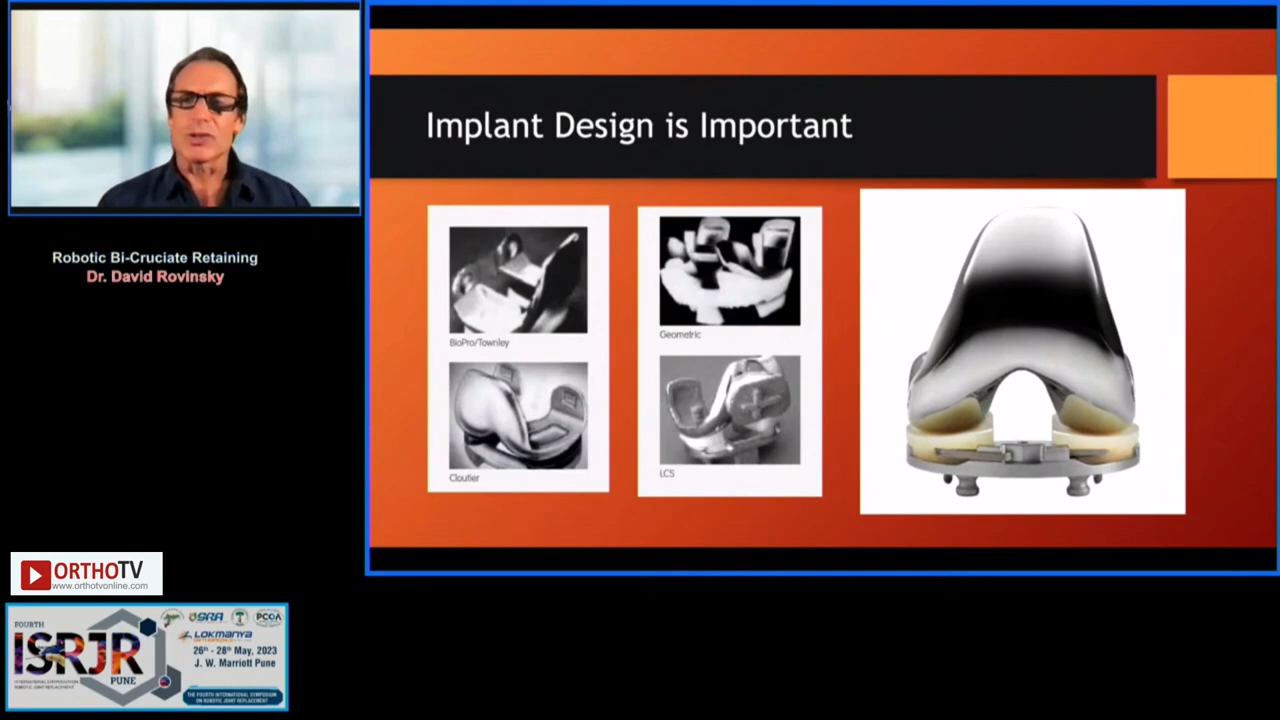 Implant Design is Important
BioPro/Townley
Geometric
Cloutier
LCS
Robotic Bi-Cruciate Retaining
Dr. David Rovinsky
ORTHOTV
www.orthotvonline.com
FOURTH
ISRJR
PUNE
SRA
PCOA
LOKMANYA
26th - 28th May, 2023
J. W. Marriott Pune
THE FOURTH INTERNATIONAL SYMPOSIUM
ON ROBOTIC JOINT REPLACEMENT